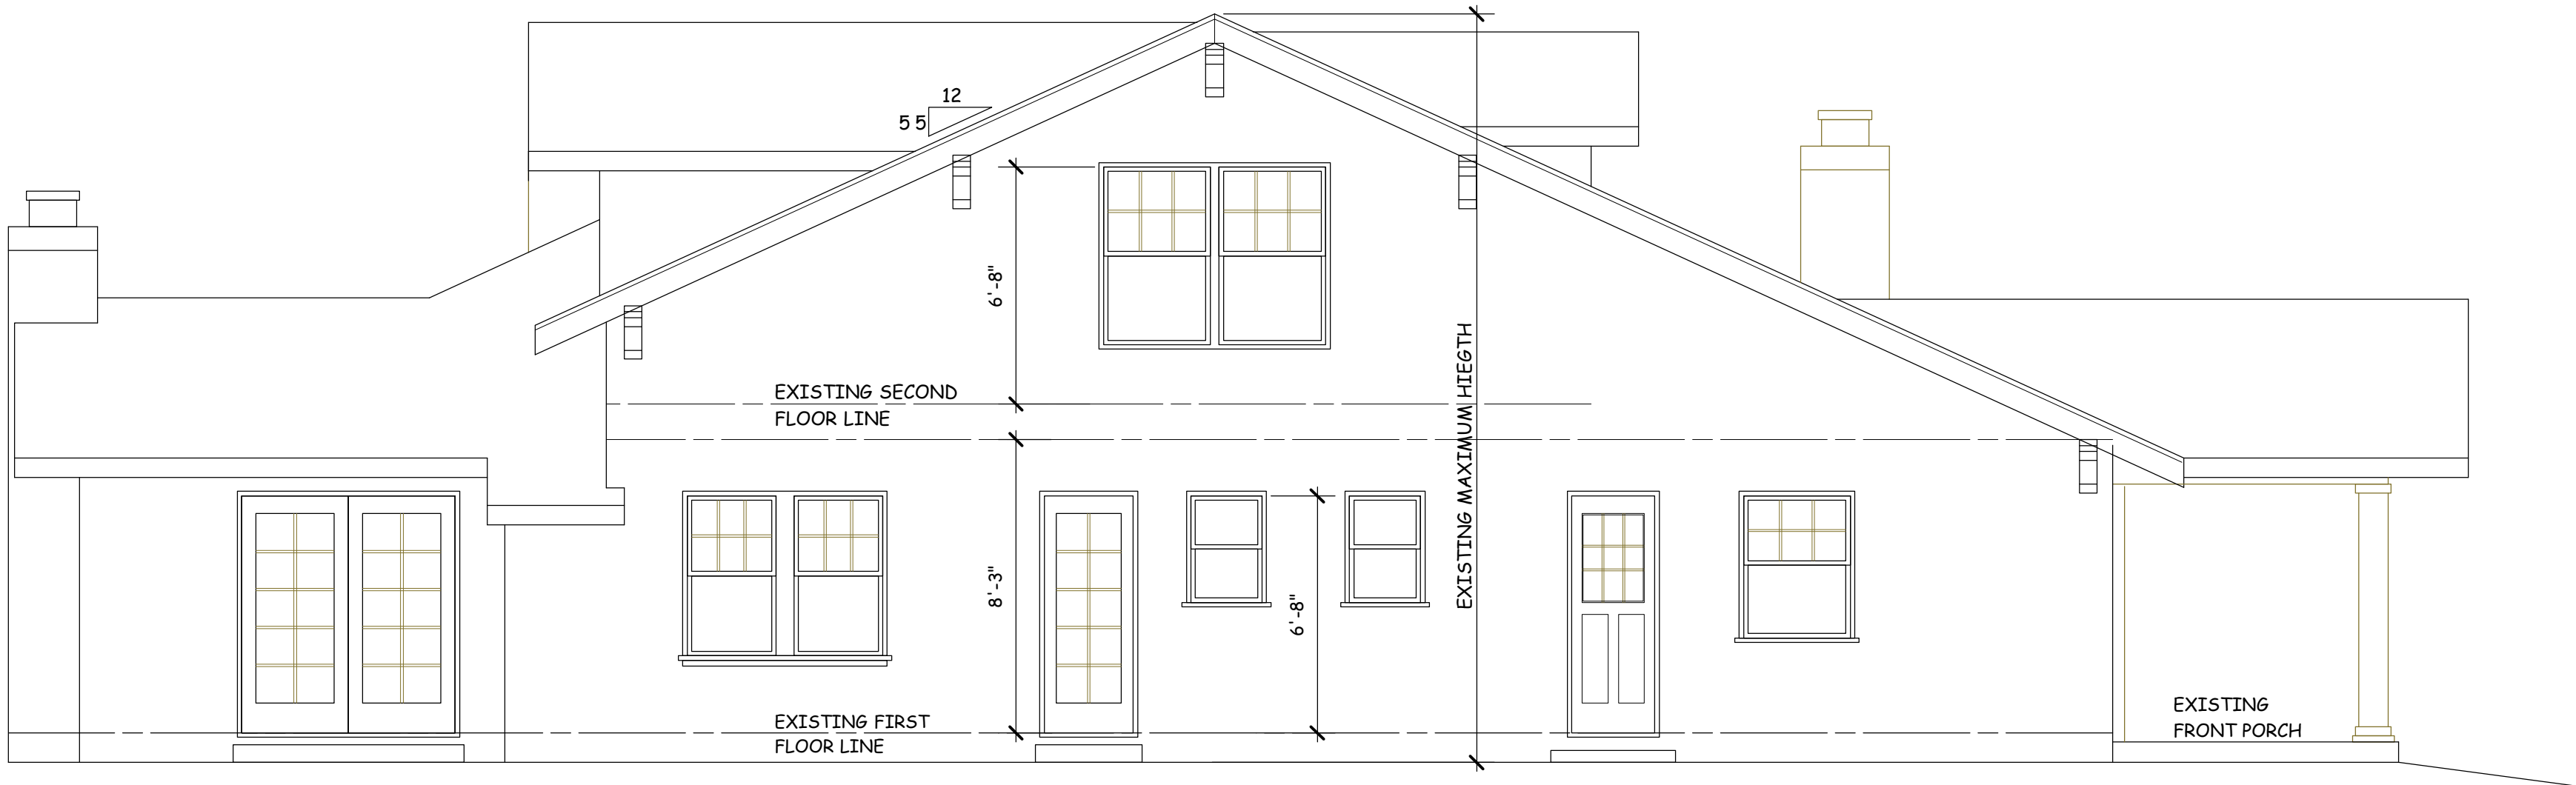 12
5 5
6'-8"
EXISTING SECOND
FLOOR LINE
EXISTING MAXIMUM HIEGTH
8'-3"
6'-8"
EXISTING FIRST
FLOOR LINE
EXISTING
FRONT PORCH